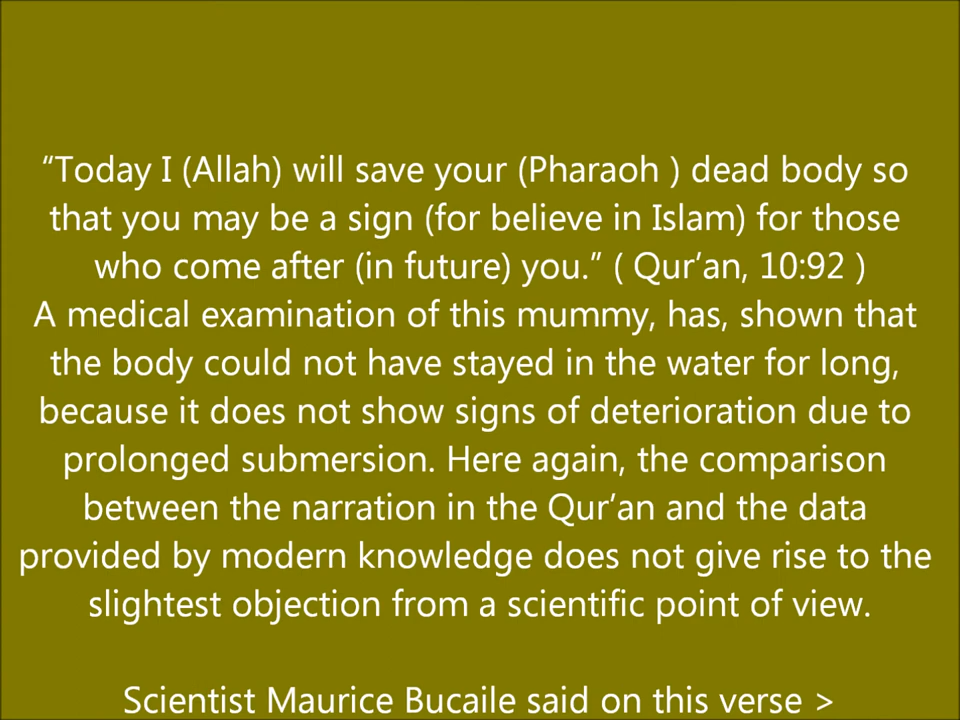 “Today I (Allah) will save your (Pharaoh ) dead body so
that you may be a sign (for believe in Islam) for those
who come after (in future) you.” ( Qur’an, 10:92 )
A medical examination of this mummy, has, shown that
the body could not have stayed in the water for long,
because it does not show signs of deterioration due to
prolonged submersion. Here again, the comparison
between the narration in the Qur’an and the data
provided by modern knowledge does not give rise to the
slightest objection from a scientific point of view.
Scientist Maurice Bucaile said on this verse >